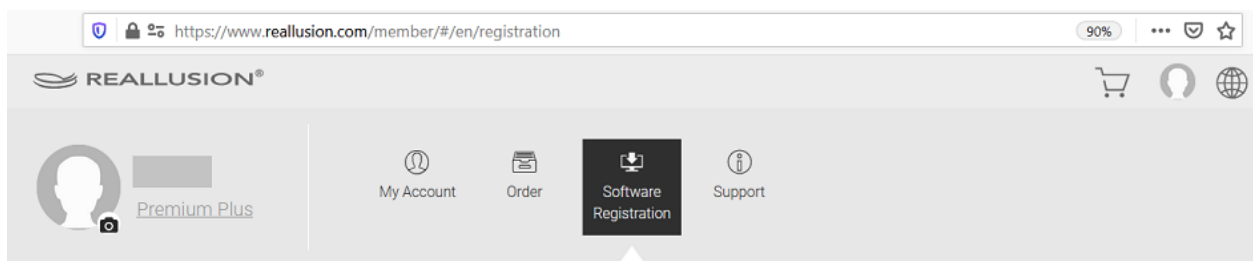 https://www.reallusion.com/member/#/en/registration
90%
REALLUSION®
Premium Plus
My Account
Order
Software
Registration
Support